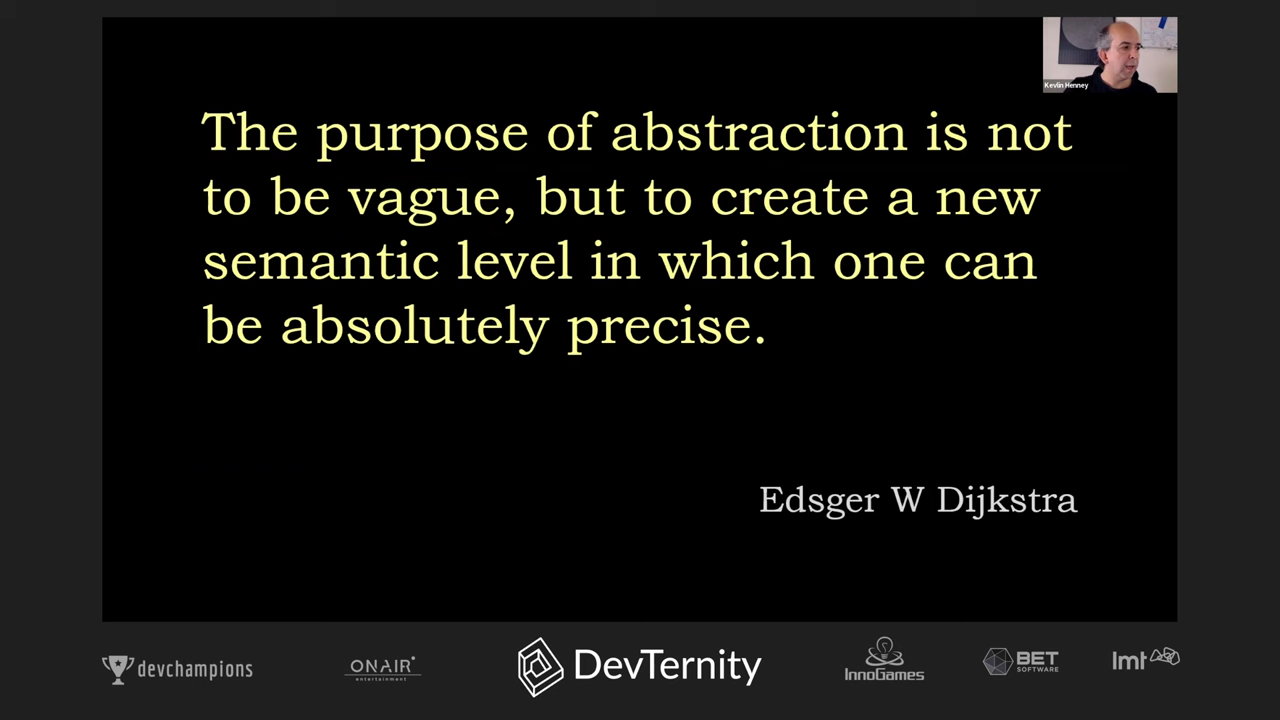 Kevlin Henney
The purpose of abstraction is not
to be vague, but to create a new
semantic level in which one can
be absolutely precise.
Edsger W Dijkstra
devchampions
ONAIR
entertainment
DevTernity
InnoGames
BET
SOFTWARE
lmt